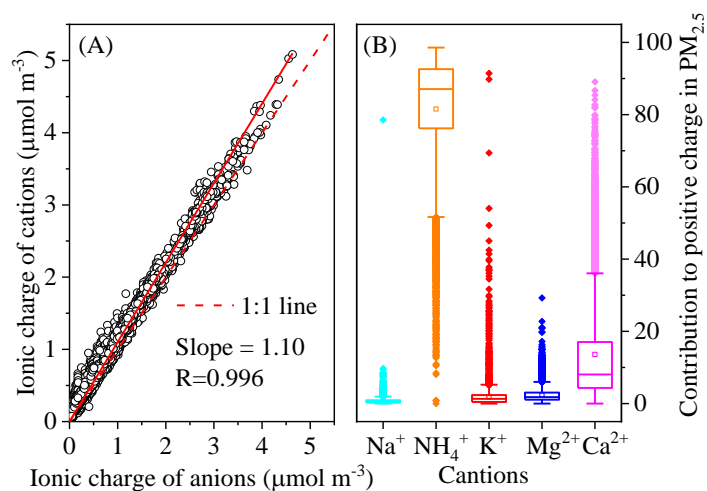 (A)
Ionic charge of cations (μmol m⁻³)
5
4
3
2
1
0
0 1 2 3 4 5
Ionic charge of anions (μmol m⁻³)
1:1 line
Slope = 1.10
R=0.996
(B)
100
80
60
40
20
0
Contribution to positive charge in PM₂.₅
Na⁺ NH₄⁺ K⁺ Mg²⁺ Ca²⁺
Cantions